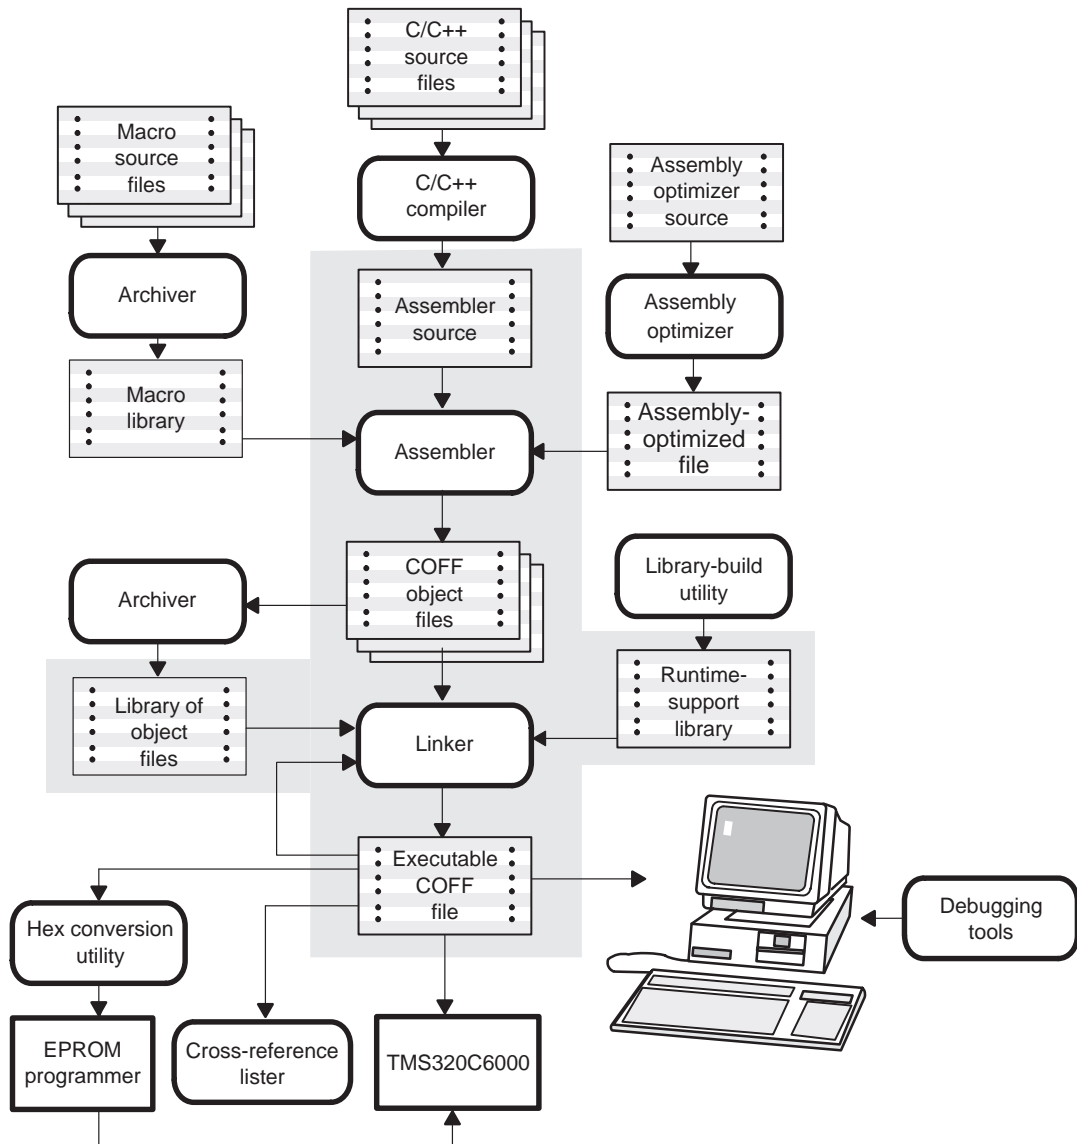 C/C++
source
files
Macro
source
files
C/C++
compiler
Assembly
optimizer
source
Archiver
Assembler
source
Assembly
optimizer
Macro
library
Assembler
Assembly-
optimized
file
Archiver
COFF
object
files
Library-build
utility
Library of
object
files
Linker
Runtime-
support
library
Executable
COFF
file
Debugging
tools
Hex conversion
utility
EPROM
programmer
Cross-reference
lister
TMS320C6000